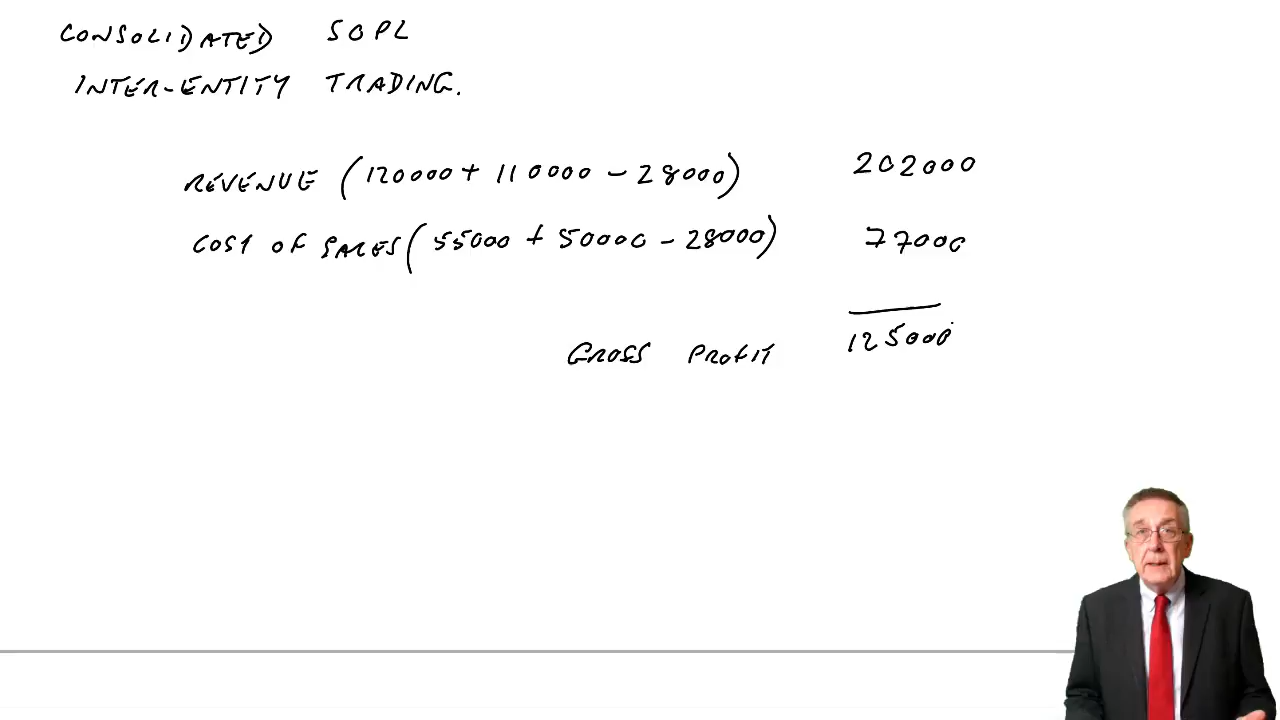 CONSOLIDATED SOPL
INTER-ENTITY TRADING.
REVENUE (120000 + 110000 - 28000) 202000
COST OF SALES (55000 + 50000 - 28000) 77000
GROSS PROFIT 125000